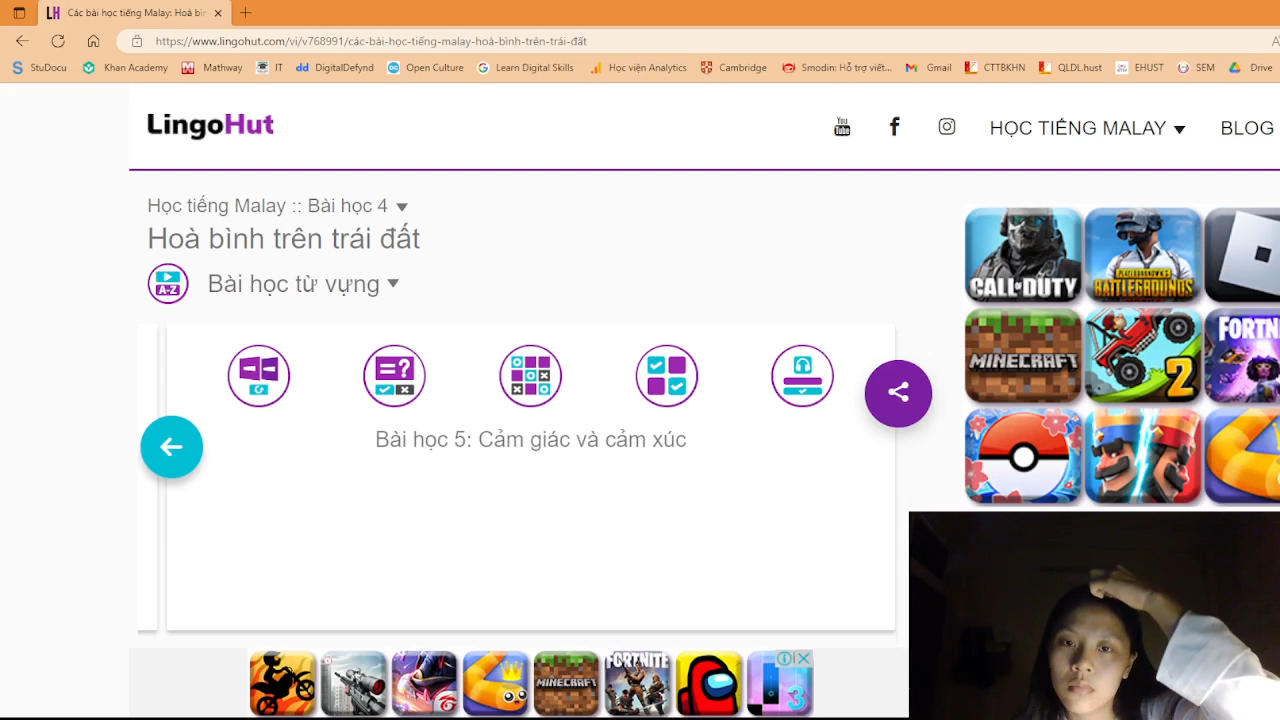 Các bài học tiếng Malay: Hoà bìn
https://www.lingohut.com/vi/v768991/các-bài-học-tiếng-malay-hoà-bình-trên-trái-đất
StuDocu Khan Academy Mathway IT DigitalDefynd Open Culture Learn Digital Skills Học viện Analytics Cambridge Smodin: Hỗ trợ viết... Gmail CTTBKHN QLDL.hust EHUST SEM Drive
LingoHut
You Tube
HỌC TIẾNG MALAY BLOG
Học tiếng Malay :: Bài học 4
Hoà bình trên trái đất
A-Z
Bài học từ vựng
CALL OF DUTY
PLAYERUNKNOWN'S
BATTLEGROUNDS
MINECRAFT
2
FORTN
Bài học 5: Cảm giác và cảm xúc
MINECRAFT
FORTNITE
3